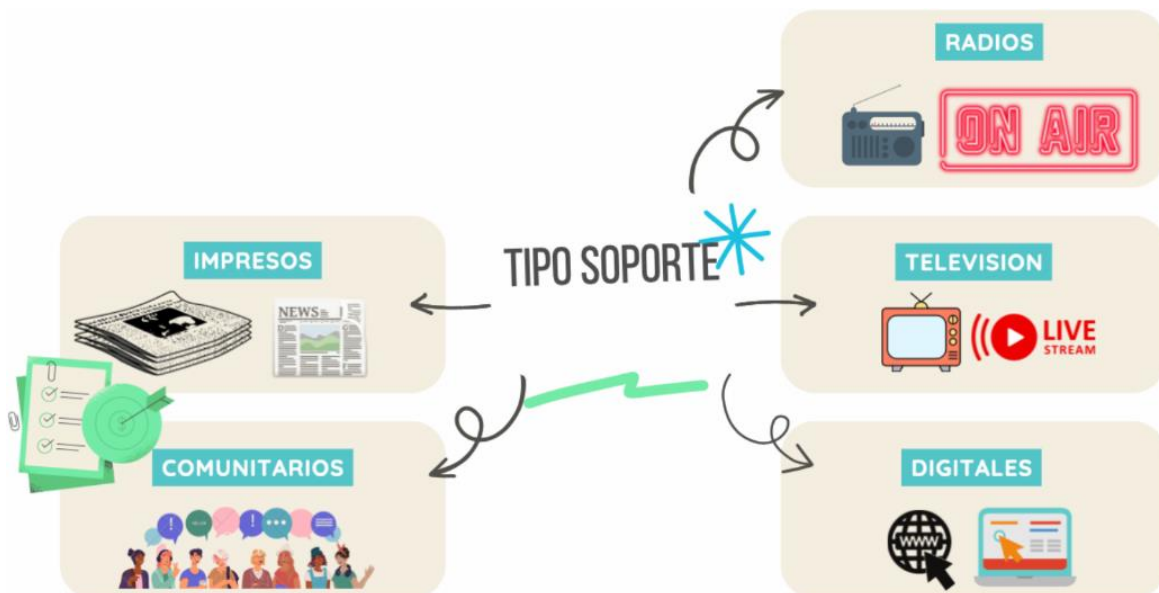 RADIOS
ON AIR
TIPO SOPORTE
IMPRESOS
NEWS
TELEVISION
LIVE
STREAM
COMUNITARIOS
DIGITALES
WWW